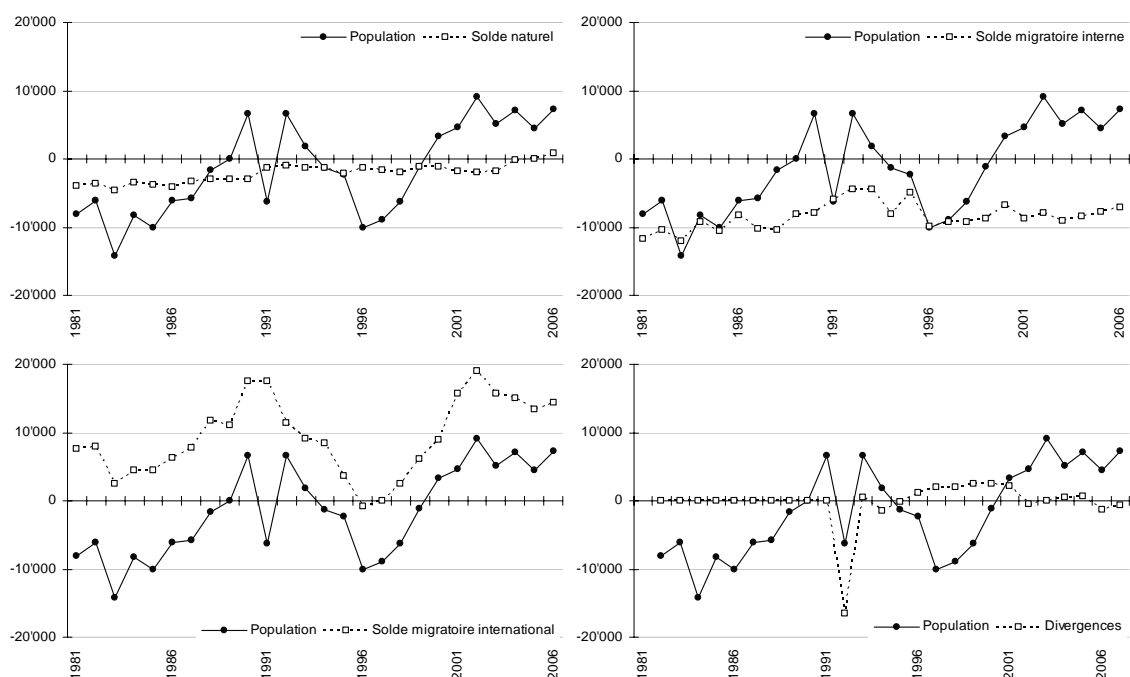 20'000
Population Solde naturel
10'000
0
-10'000
-20'000
1981 1986 1991 1996 2001 2006
20'000
Population Solde migratoire interne
10'000
0
-10'000
-20'000
1981 1986 1991 1996 2001 2006
20'000
10'000
0
-10'000
Population Solde migratoire international
-20'000
1981 1986 1991 1996 2001 2006
20'000
10'000
0
-10'000
Population Divergences
-20'000
1981 1986 1991 1996 2001 2006